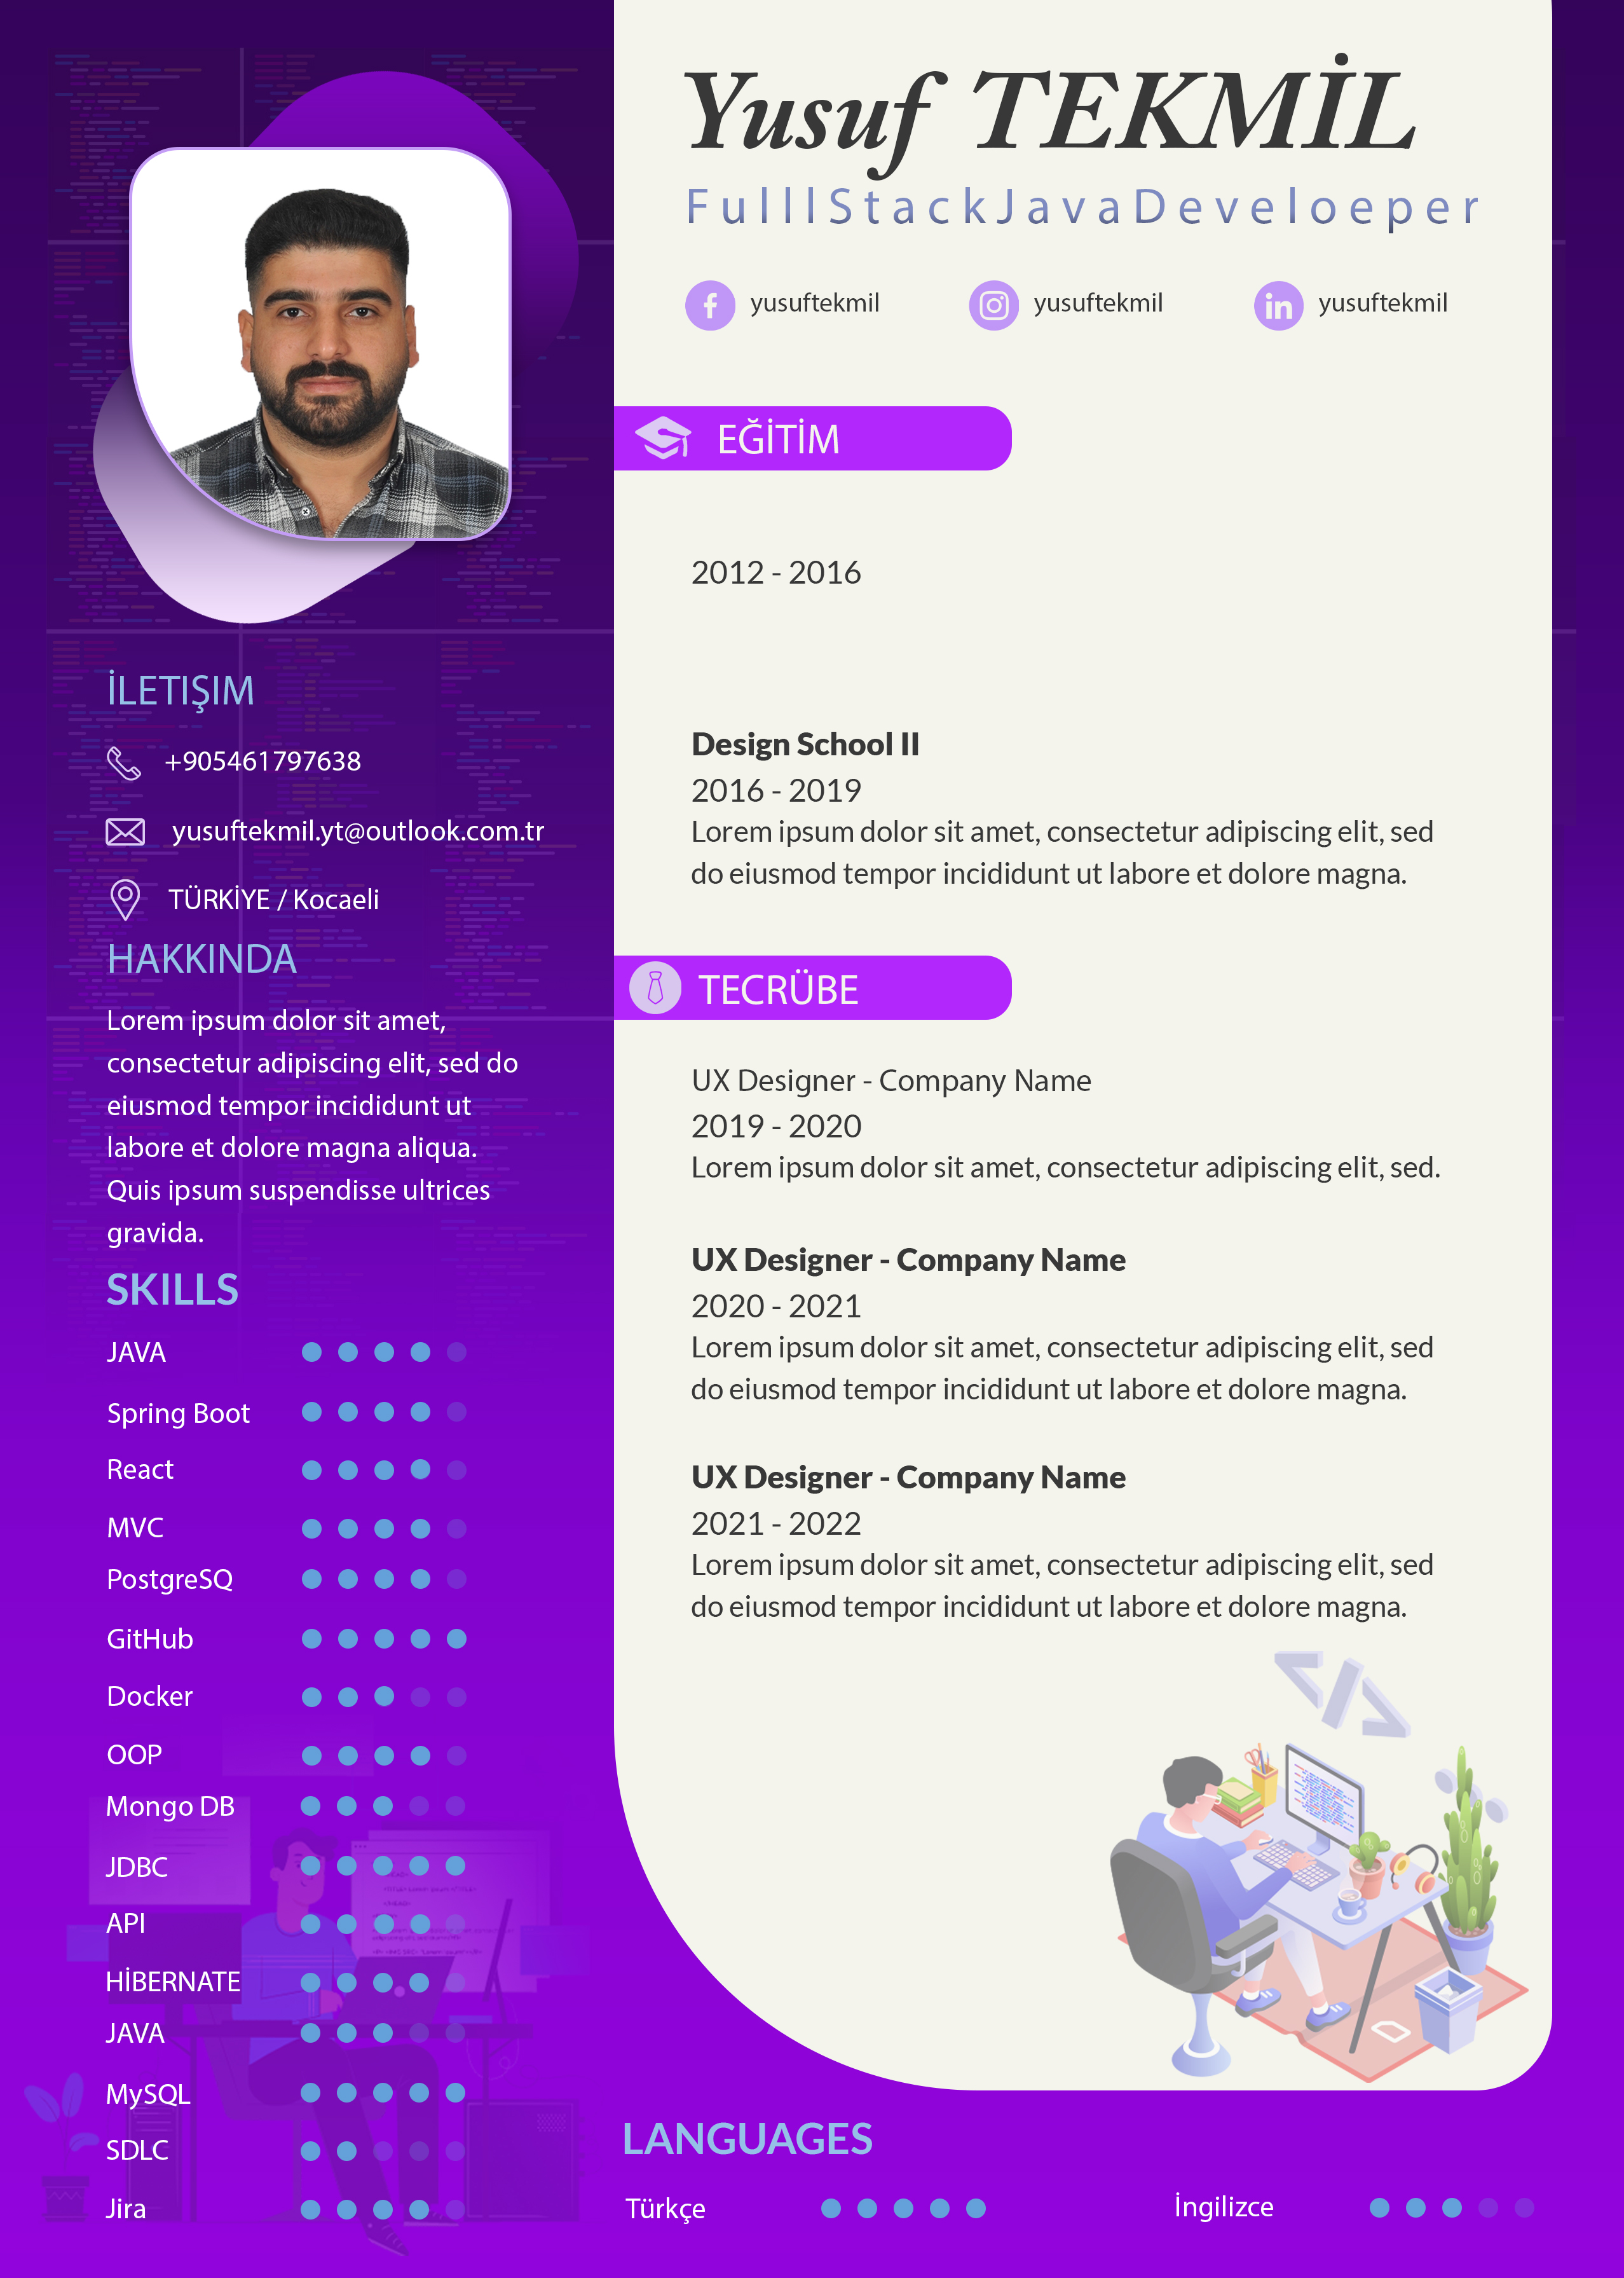 Yusuf TEKMİL
FulllStackJavaDeveloeper
yusuftekmil
yusuftekmil
yusuftekmil
EĞİTİM
2012 - 2016
Design School II
2016 - 2019
Lorem ipsum dolor sit amet, consectetur adipiscing elit, sed
do eiusmod tempor incididunt ut labore et dolore magna.
TECRÜBE
UX Designer - Company Name
2019 - 2020
Lorem ipsum dolor sit amet, consectetur adipiscing elit, sed.
UX Designer - Company Name
2020 - 2021
Lorem ipsum dolor sit amet, consectetur adipiscing elit, sed
do eiusmod tempor incididunt ut labore et dolore magna.
UX Designer - Company Name
2021 - 2022
Lorem ipsum dolor sit amet, consectetur adipiscing elit, sed
do eiusmod tempor incididunt ut labore et dolore magna.
İLETIŞIM
+905461797638
yusuftekmil.yt@outlook.com.tr
TÜRKİYE / Kocaeli
HAKKINDA
Lorem ipsum dolor sit amet,
consectetur adipiscing elit, sed do
eiusmod tempor incididunt ut
labore et dolore magna aliqua.
Quis ipsum suspendisse ultrices
gravida.
SKILLS
JAVA
Spring Boot
React
MVC
PostgreSQ
GitHub
Docker
OOP
Mongo DB
JDBC
API
HİBERNATE
JAVA
MySQL
SDLC
Jira
LANGUAGES
Türkçe
İngilizce